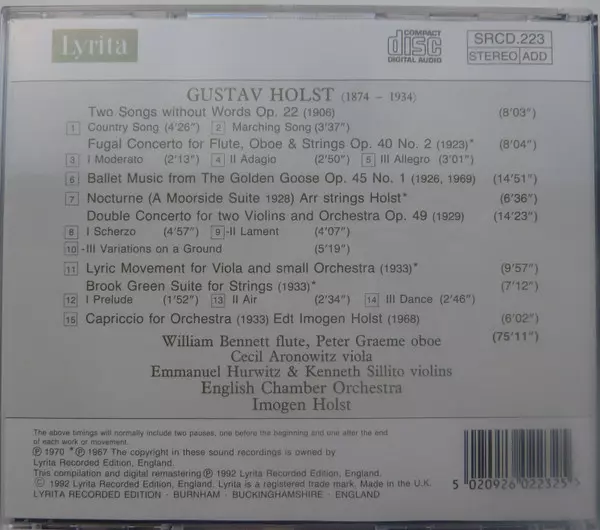 Lyrita
COMPACT
disc
DIGITAL AUDIO
SRCD.223
STEREO ADD
GUSTAV HOLST (1874 – 1934)
Two Songs without Words Op. 22 (1906) (8'03")
1 Country Song (4'26") 2 Marching Song (3'37")
Fugal Concerto for Flute, Oboe & Strings Op. 40 No. 2 (1923)* (8'04")
3 I Moderato (2'13") 4 II Adagio (2'50") 5 III Allegro (3'01")
6 Ballet Music from The Golden Goose Op. 45 No. 1 (1926, 1969) (14'51")
7 Nocturne (A Moorside Suite 1928) Arr strings Holst* (6'36")
Double Concerto for two Violins and Orchestra Op. 49 (1929) (14'23")
8 I Scherzo (4'57") 9 -II Lament (4'07")
10 -III Variations on a Ground (5'19")
11 Lyric Movement for Viola and small Orchestra (1933)* (9'57")
Brook Green Suite for Strings (1933)* (7'12")
12 I Prelude (1'52") 13 II Air (2'34") 14 III Dance (2'46")
15 Capriccio for Orchestra (1933) Edt Imogen Holst (1968) (6'02")
(75'11")
William Bennett flute, Peter Graeme oboe
Cecil Aronowitz viola
Emmanuel Hurwitz & Kenneth Sillito violins
English Chamber Orchestra
Imogen Holst
The above timings will normally include two pauses, one before the beginning and one after the end
of each work or movement.
℗ 1970 *℗ 1967 The copyright in these sound recordings is owned by
Lyrita Recorded Edition, England.
This compilation and digital remastering ℗ 1992 Lyrita Recorded Edition, England.
© 1992 Lyrita Recorded Edition, England. Lyrita is a registered trade mark. Made in the U.K.
LYRITA RECORDED EDITION · BURNHAM · BUCKINGHAMSHIRE · ENGLAND
5 020926 022325